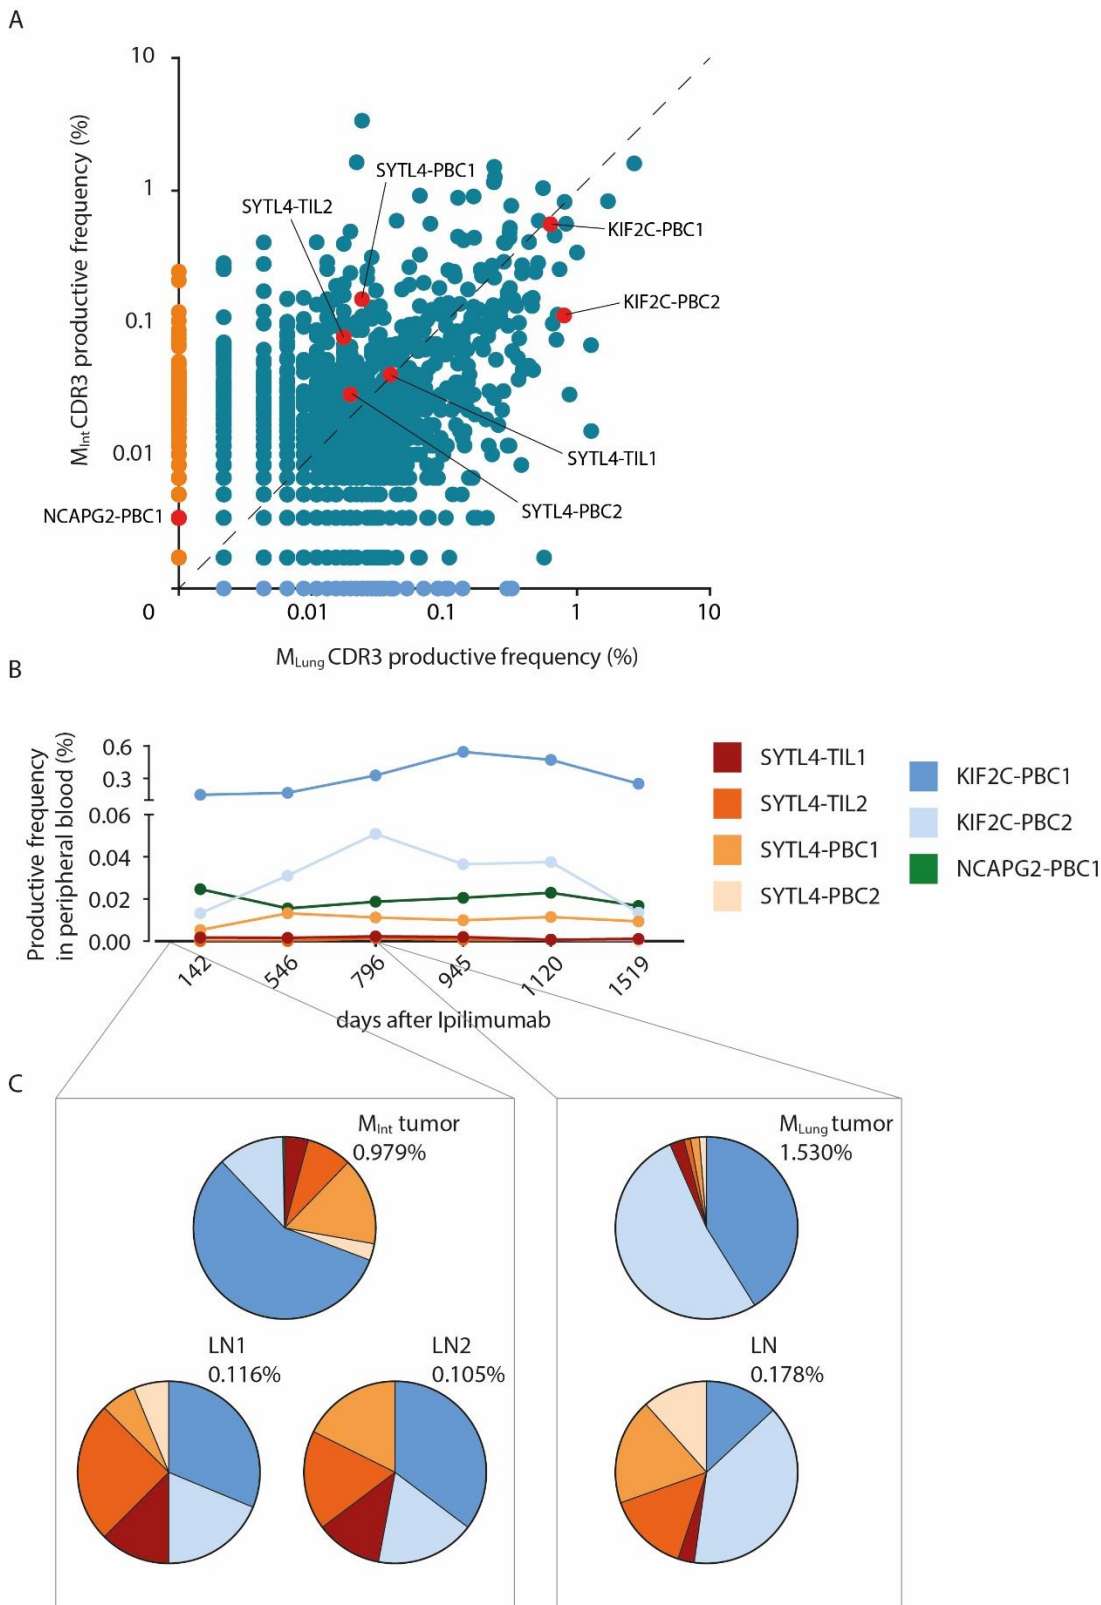 A
10
1
0.1
0.01
0
0.01
0.1
1
10
M_Int CDR3 productive frequency (%)
SYTL4-PBC1
SYTL4-TIL2
KIF2C-PBC1
KIF2C-PBC2
SYTL4-TIL1
SYTL4-PBC2
NCAPG2-PBC1
M_Lung CDR3 productive frequency (%)
B
Productive frequency
in peripheral blood (%)
0.6
0.3
0.06
0.04
0.02
0.00
142
546
796
945
1120
1519
days after Ipilimumab
SYTL4-TIL1
SYTL4-TIL2
SYTL4-PBC1
SYTL4-PBC2
KIF2C-PBC1
KIF2C-PBC2
NCAPG2-PBC1
C
M_Int tumor
0.979%
M_Lung tumor
1.530%
LN1
0.116%
LN2
0.105%
LN
0.178%